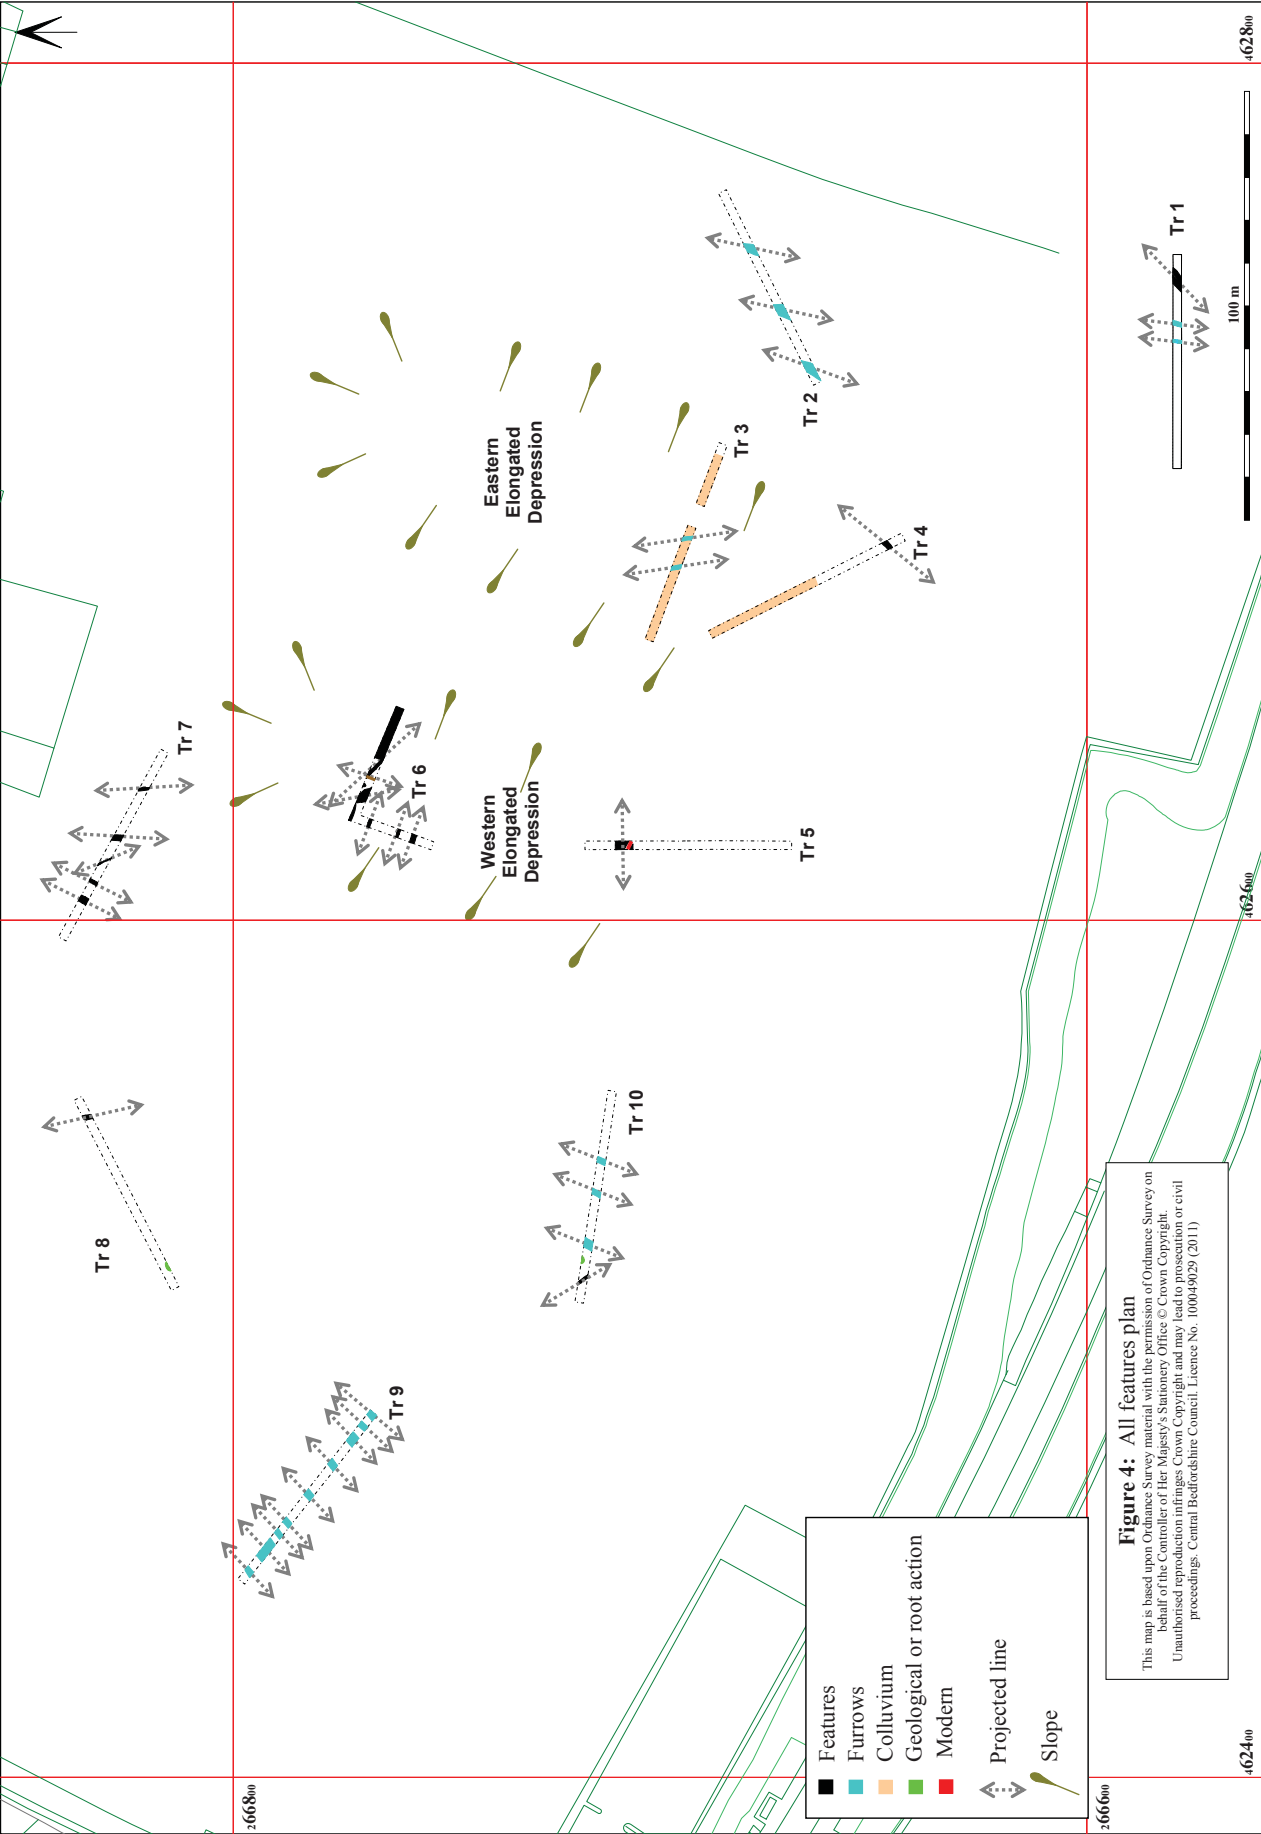 Tr 7
Tr 8
Tr 9
Tr 6
Western
Elongated
Depression
Eastern
Elongated
Depression
Tr 10
Tr 5
Tr 3
Tr 4
Tr 2
Tr 1
100 m
462400
462600
462800
266800
266600
Features
Furrows
Colluvium
Geological or root action
Modern
Projected line
Slope
Figure 4: All features plan
This map is based upon Ordnance Survey material with the permission of Ordnance Survey on
behalf of the Controller of Her Majesty's Stationery Office © Crown Copyright.
Unauthorised reproduction infringes Crown Copyright and may lead to prosecution or civil
proceedings. Central Bedfordshire Council. Licence No. 100049029 (2011)